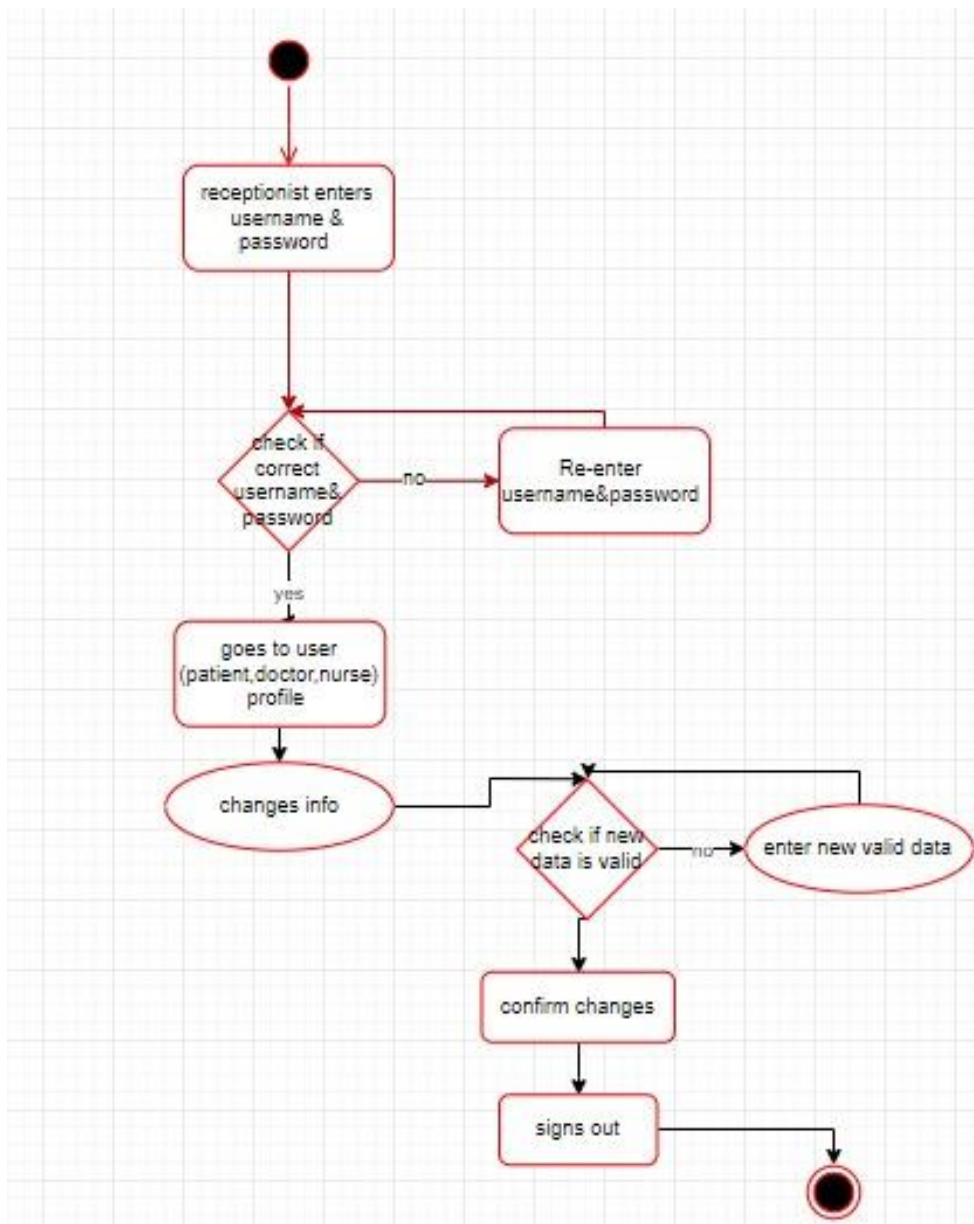 receptionist enters
username &
password
check if
correct
username&
password
no
Re-enter
username&password
yes
goes to user
(patient,doctor,nurse)
profile
changes info
check if new
data is valid
no
enter new valid data
confirm changes
signs out